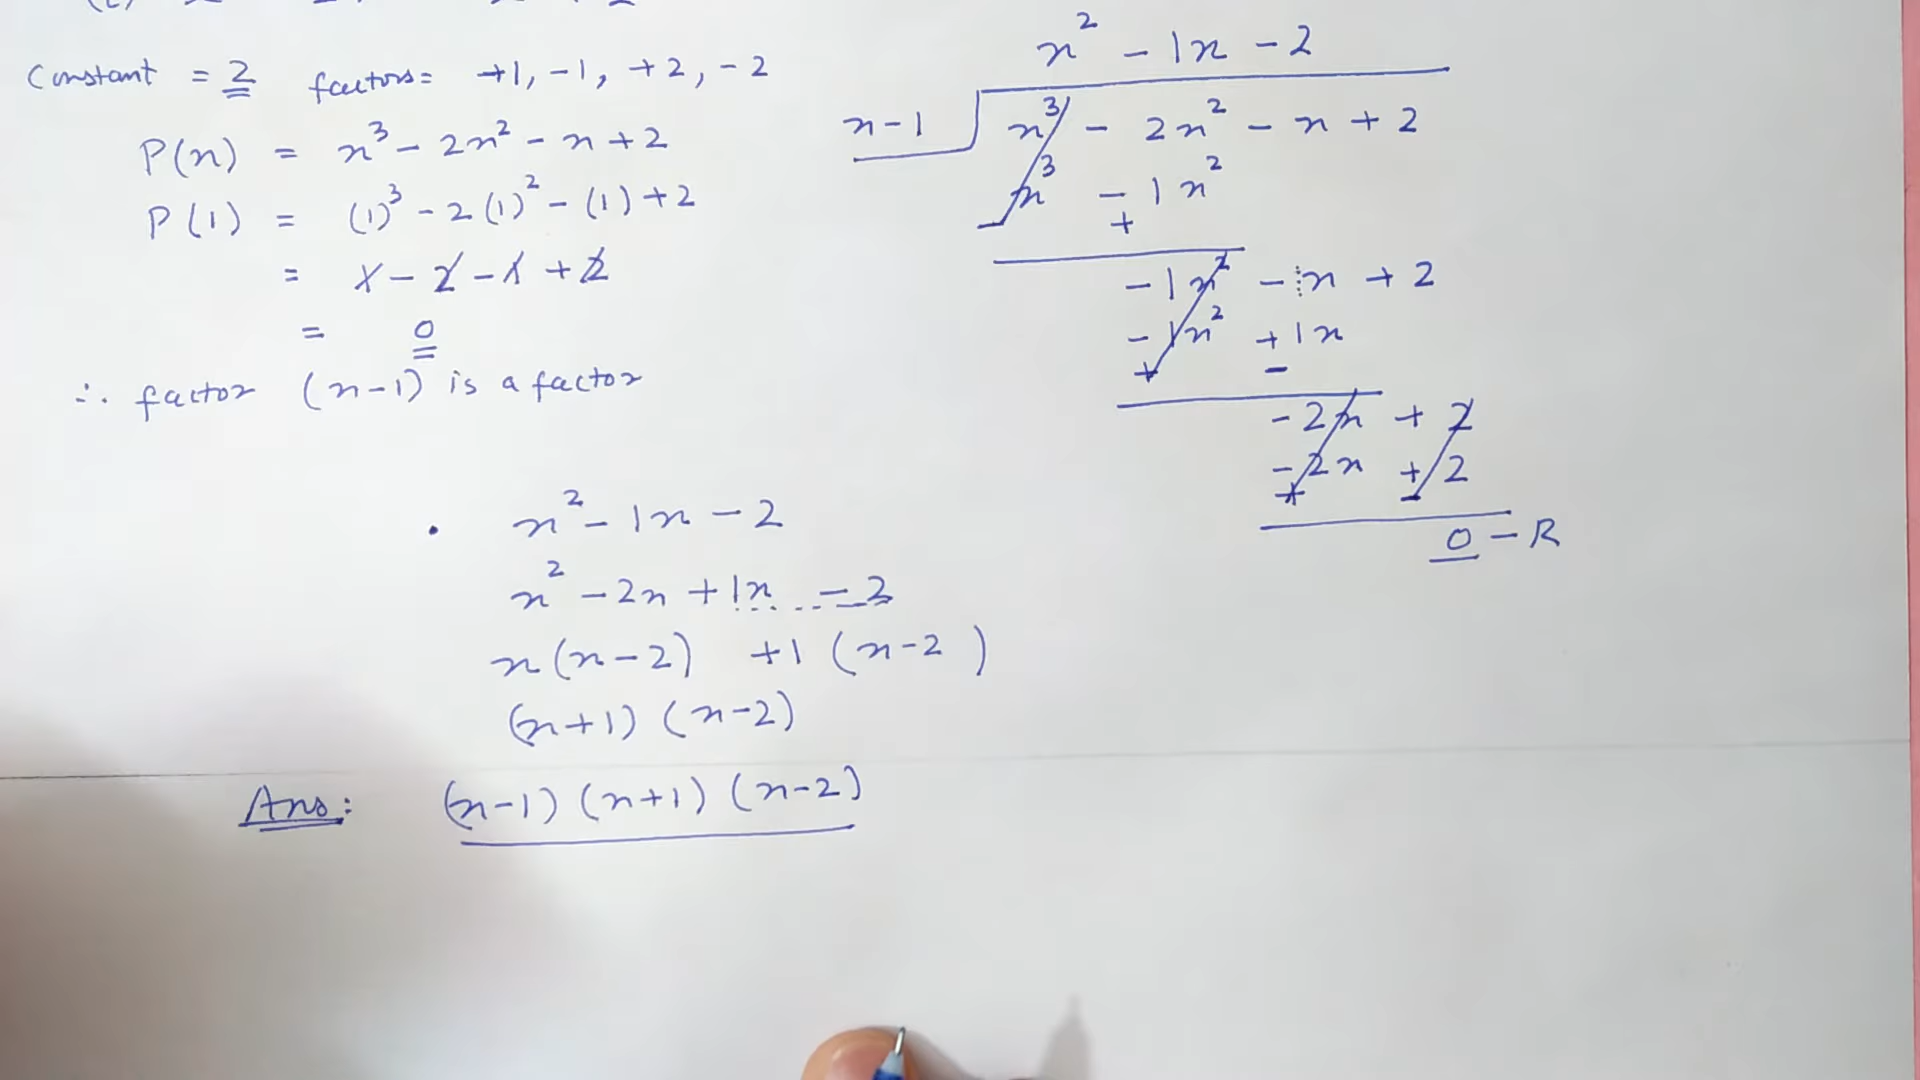 Constant = 2 factors = +1, -1, +2, -2
P(x) = x³ - 2x² - x + 2
P(1) = (1)³ - 2(1)² - (1) + 2
= 1 - 2 - 1 + 2
= 0
∴ factor (x-1) is a factor
x² - 1x - 2
x² - 2x + 1x - 2
x(x-2) +1(x-2)
(x+1)(x-2)
Ans: (x-1)(x+1)(x-2)
x² - 1x - 2
x-1 x³ - 2x² - x + 2
x³ - 1x²
- +
-1x² - 1x + 2
-1x² + 1x
+ -
-2x + 2
-2x + 2
+ -
0 - R